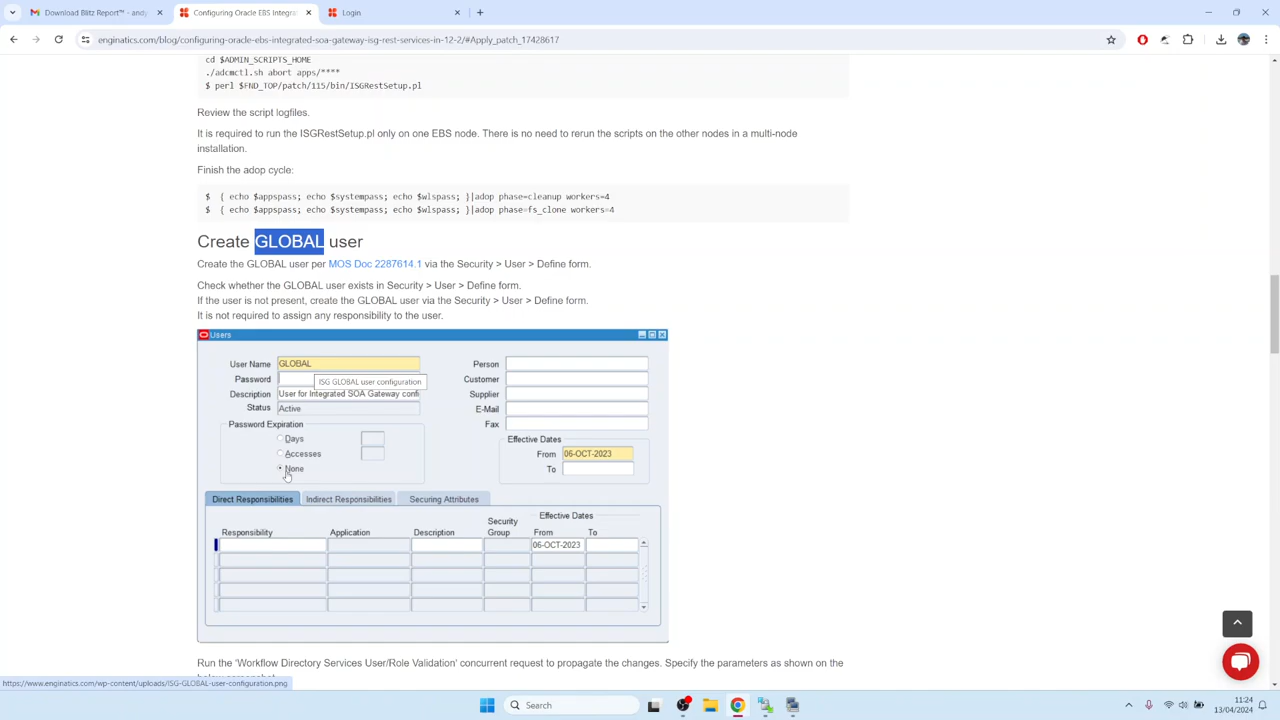 Download Blitz Report™ - andy
Configuring Oracle EBS Integra
Login
enginatics.com/blog/configuring-oracle-ebs-integrated-soa-gateway-isg-rest-services-in-12-2/#Apply_patch_17428617
cd $ADMIN_SCRIPTS_HOME
./adcmctl.sh abort apps/****
$ perl $FND_TOP/patch/115/bin/ISGRestSetup.pl
Review the script logfiles.
It is required to run the ISGRestSetup.pl only on one EBS node. There is no need to rerun the scripts on the other nodes in a multi-node
installation.
Finish the adop cycle:
$ { echo $appspass; echo $systempass; echo $wlspass; }|adop phase=cleanup workers=4
$ { echo $appspass; echo $systempass; echo $wlspass; }|adop phase=fs_clone workers=4
Create GLOBAL user
Create the GLOBAL user per MOS Doc 2287614.1 via the Security > User > Define form.
Check whether the GLOBAL user exists in Security > User > Define form.
If the user is not present, create the GLOBAL user via the Security > User > Define form.
It is not required to assign any responsibility to the user.
Users
User Name GLOBAL Person
Password Customer
ISG GLOBAL user configuration
Description User for Integrated SOA Gateway confi Supplier
Status Active E-Mail
Password Expiration Fax
Days Effective Dates
Accesses From 06-OCT-2023
None To
Direct Responsibilities Indirect Responsibilities Securing Attributes
Security Effective Dates
Responsibility Application Description Group From To
06-OCT-2023
Run the 'Workflow Directory Services User/Role Validation' concurrent request to propagate the changes. Specify the parameters as shown on the
below screenshot
https://www.enginatics.com/wp-content/uploads/ISG-GLOBAL-user-configuration.png
Search
11:24
13/04/2024